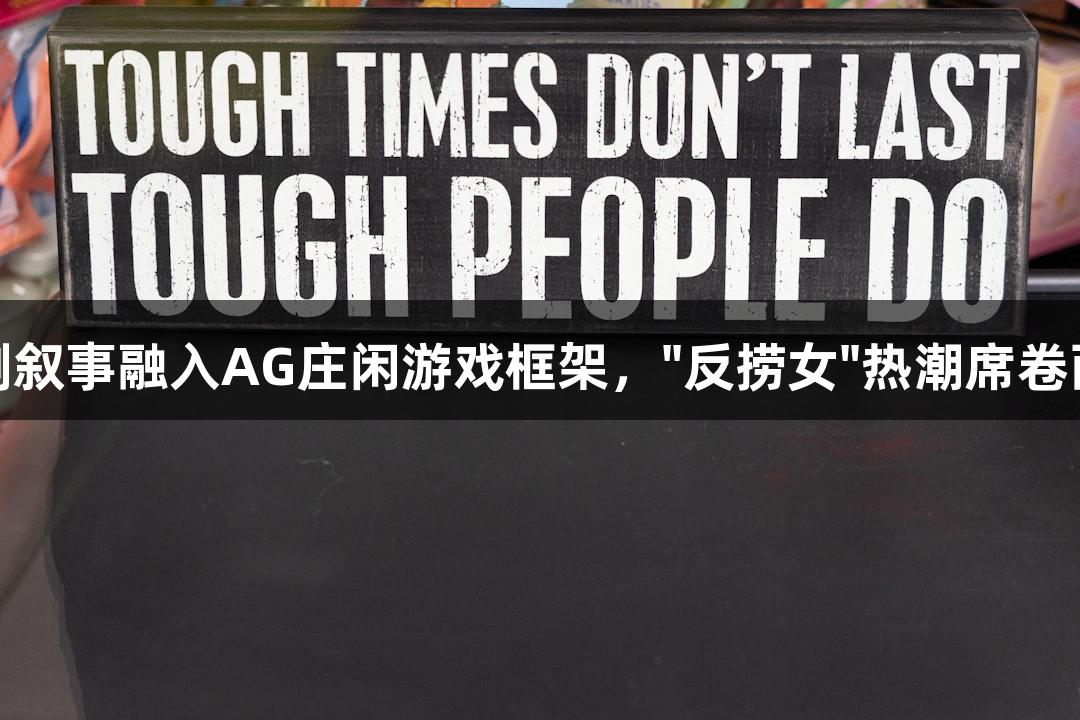 TOUGH TIMES DON'T LAST
TOUGH PEOPLE DO
叙事融入AG庄闲游戏框架，"反捞女"热潮席卷